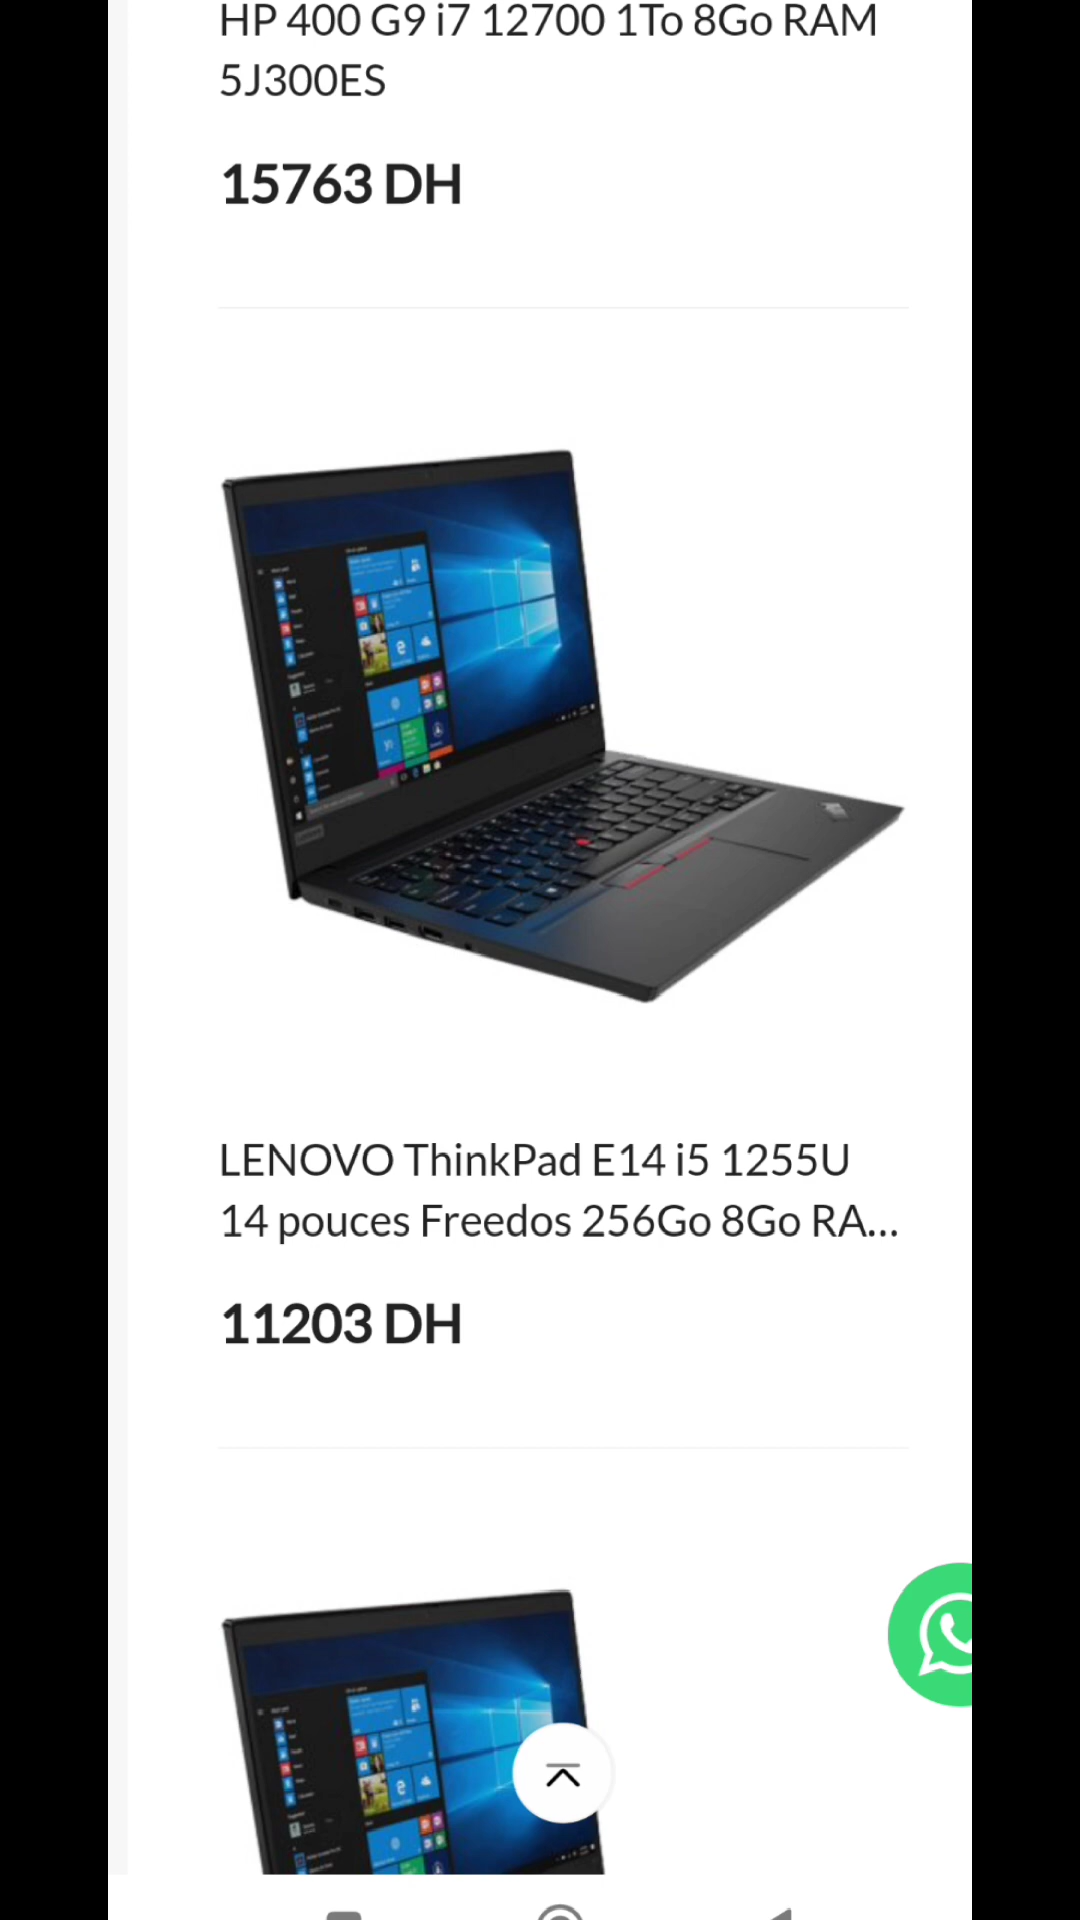 HP 400 G9 i7 12700 1To 8Go RAM
5J300ES
15763 DH
LENOVO ThinkPad E14 i5 1255U
14 pouces Freedos 256Go 8Go RA...
11203 DH